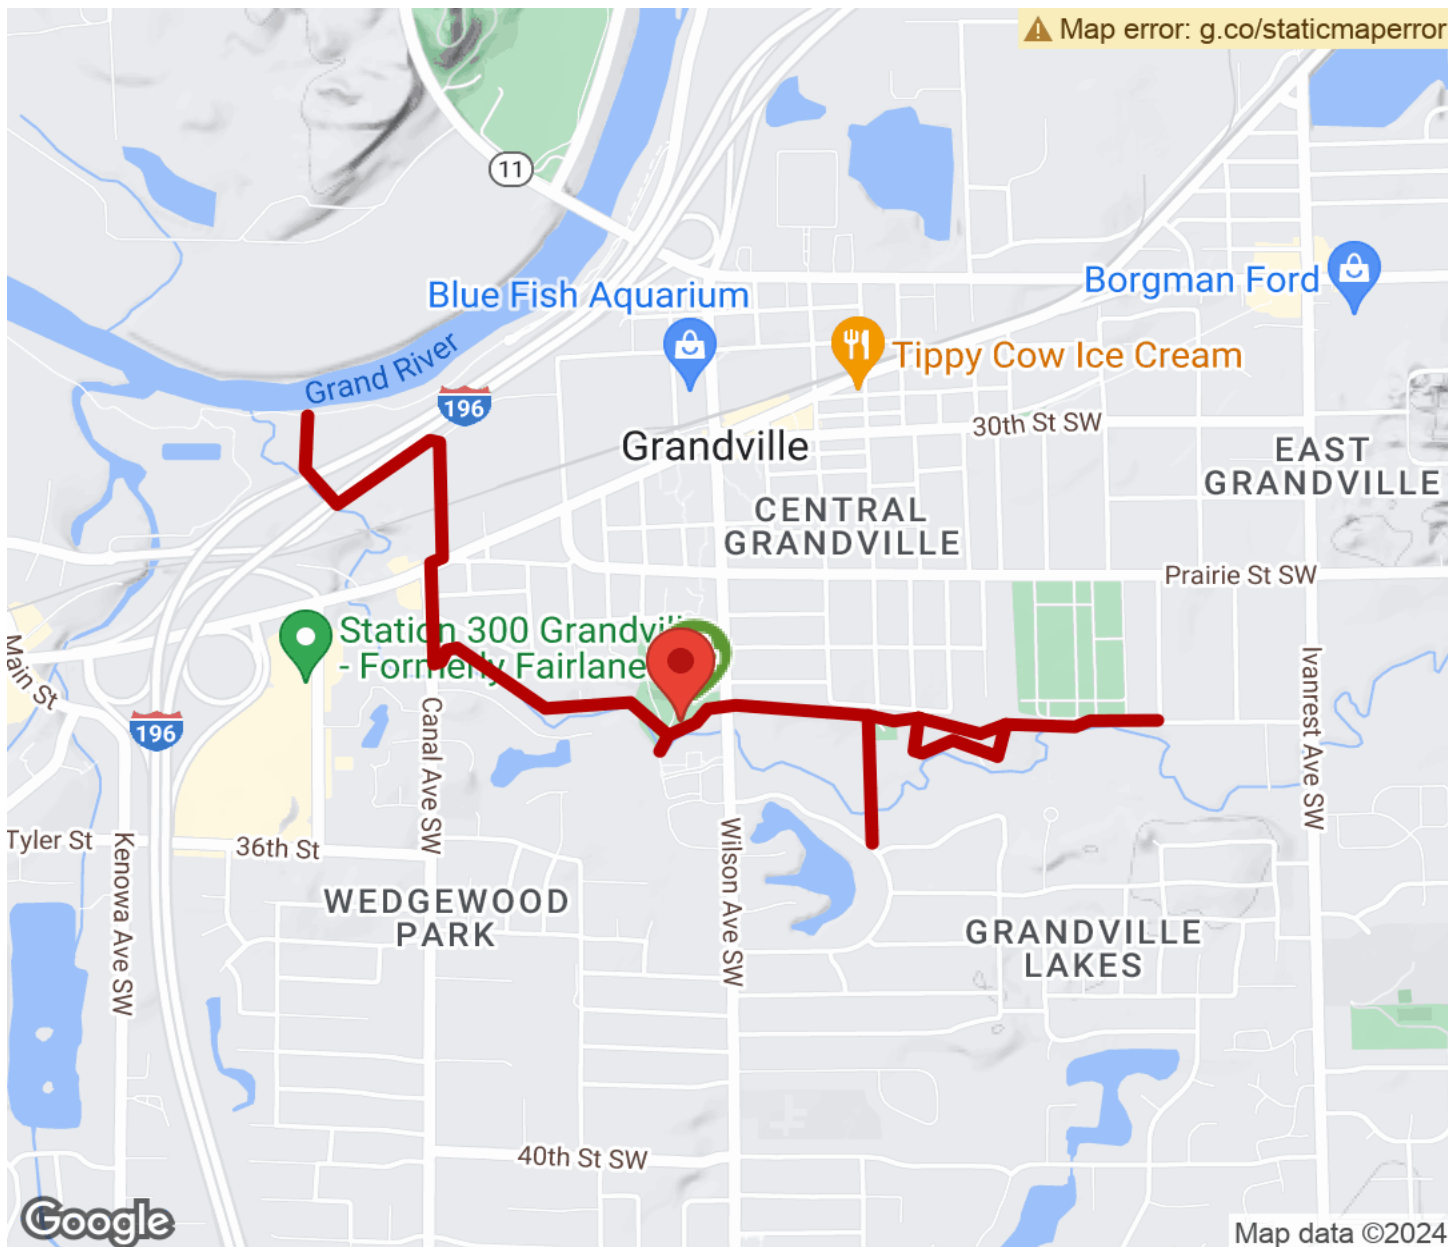 Map error: g.co/staticmaperror
11
Borgman Ford
Blue Fish Aquarium
Tippy Cow Ice Cream
Grand River
196
30th St SW
Grandville
EAST
GRANDVILLE
CENTRAL
GRANDVILLE
Prairie St SW
Station 300 Grandvill
- Formerly Fairlane
Main St
196
Canal Ave SW
Ivanrest Ave SW
Tyler St
36th St
Kenowa Ave SW
Wilson Ave SW
WEDGEWOOD
PARK
GRANDVILLE
LAKES
40th St SW
Google
Map data ©2024